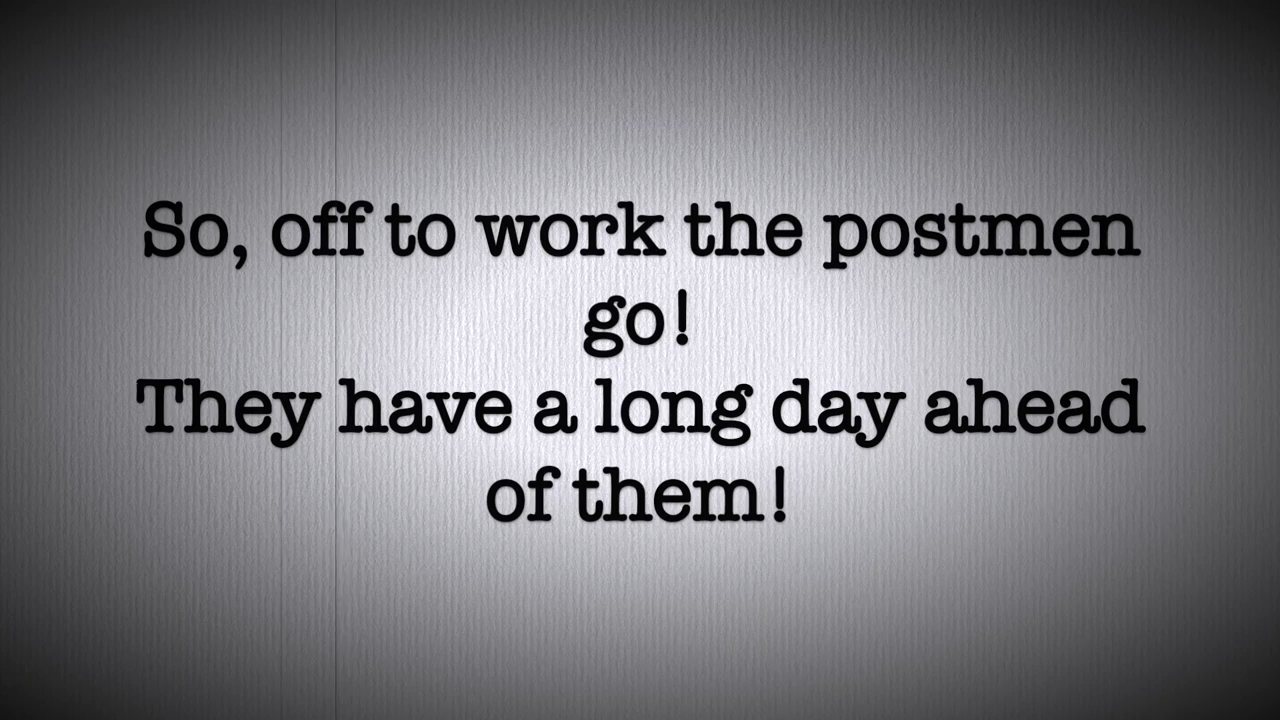 So, off to work the postmen
go!
They have a long day ahead
of them!